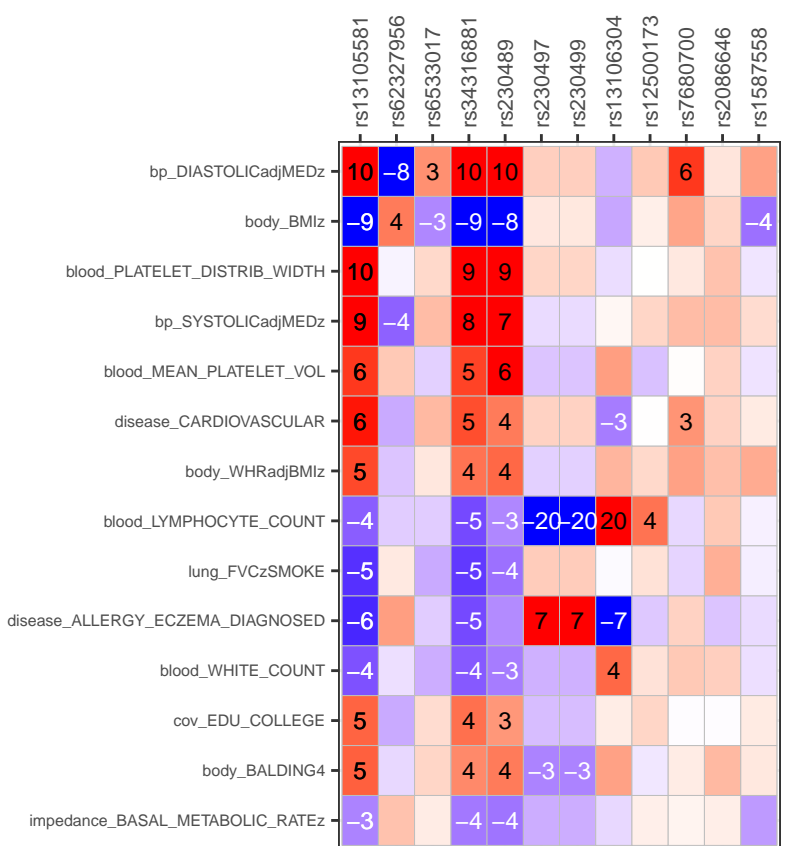 rs13105581 rs62327956 rs6533017 rs34316881 rs230489 rs230497 rs230499 rs13106304 rs12500173 rs7680700 rs2086646 rs1587558
bp_DIASTOLICadjMEDz 10 −8 3 10 10 6
body_BMIz −9 4 −3 −9 −8 −4
blood_PLATELET_DISTRIB_WIDTH 10 9 9
bp_SYSTOLICadjMEDz 9 −4 8 7
blood_MEAN_PLATELET_VOL 6 5 6
disease_CARDIOVASCULAR 6 5 4 −3 3
body_WHRadjBMIz 5 4 4
blood_LYMPHOCYTE_COUNT −4 −5 −3 −20 −20 20 4
lung_FVCzSMOKE −5 −5 −4
disease_ALLERGY_ECZEMA_DIAGNOSED −6 −5 7 7 −7
blood_WHITE_COUNT −4 −4 −3 4
cov_EDU_COLLEGE 5 4 3
body_BALDING4 5 4 4 −3 −3
impedance_BASAL_METABOLIC_RATEz −3 −4 −4